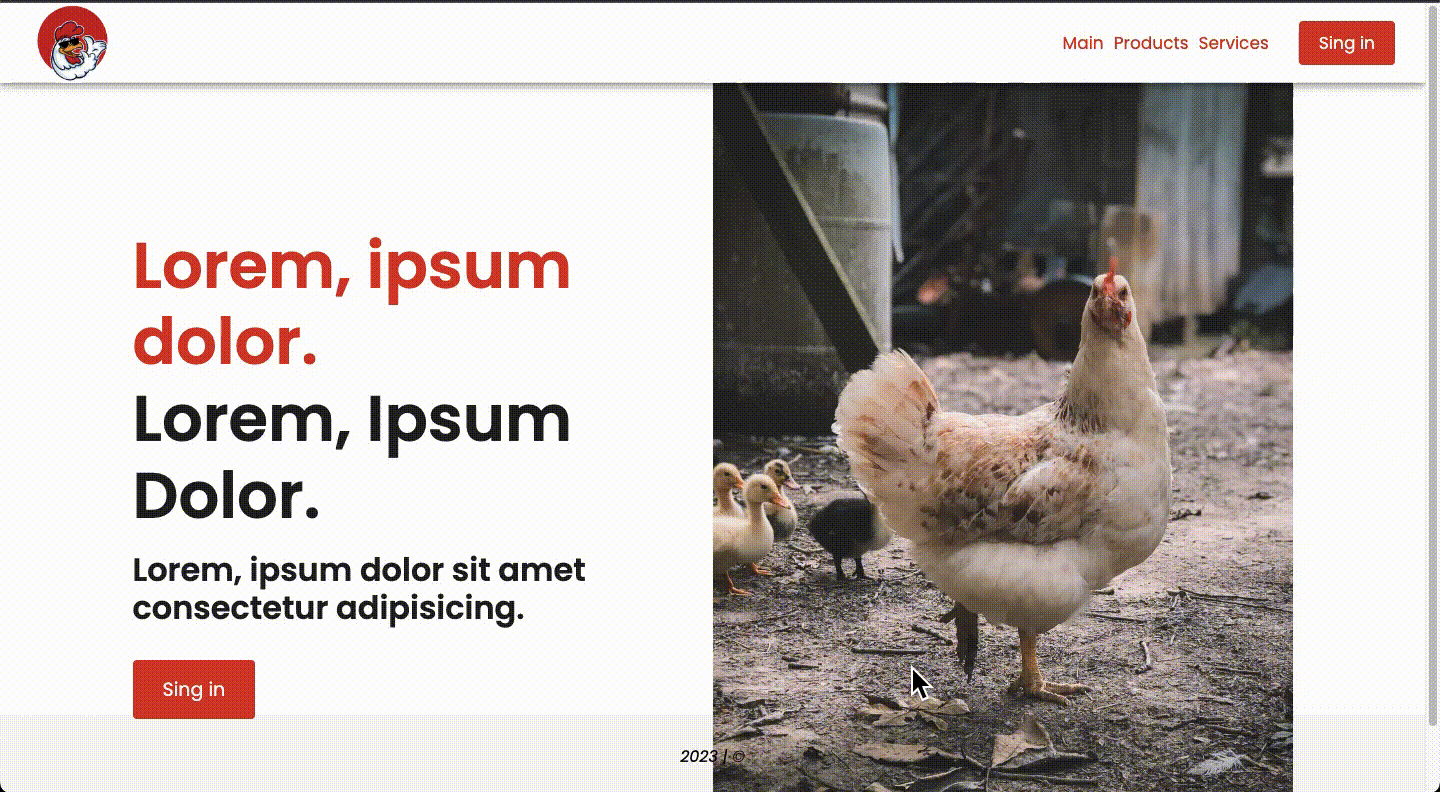 Main Products Services Sing in
Lorem, ipsum
dolor.
Lorem, Ipsum
Dolor.
Lorem, ipsum dolor sit amet
consectetur adipisicing.
Sing in
2023 | ©